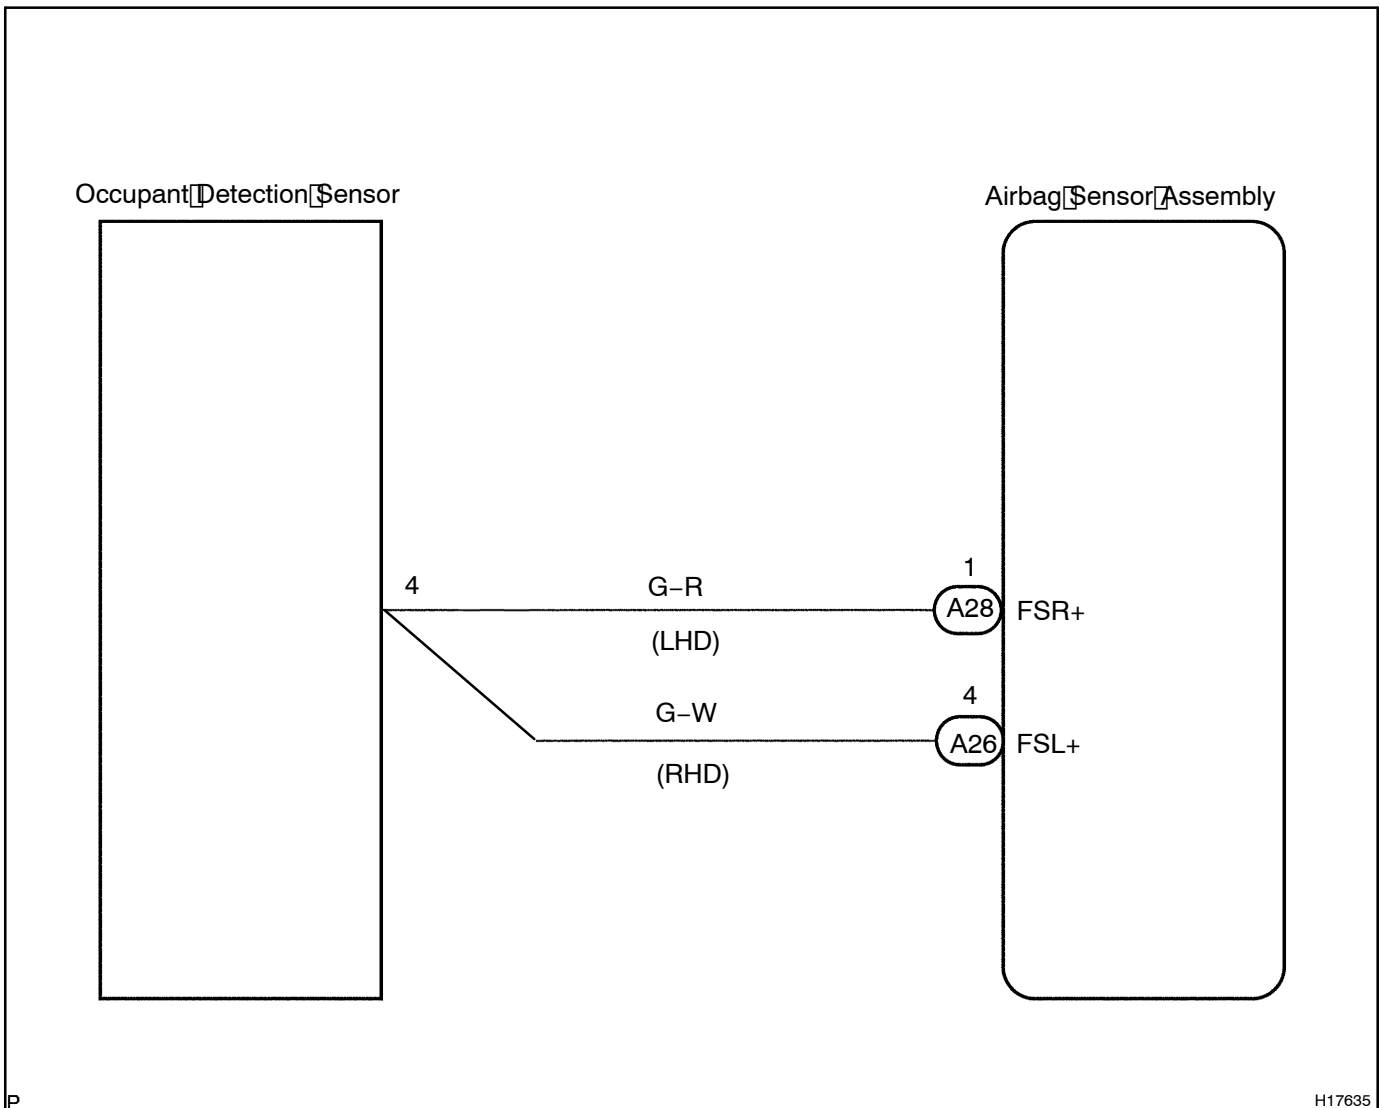 Occupant Detection Sensor
Airbag Sensor Assembly
4
G−R
(LHD)
1
A28
FSR+
G−W
(RHD)
4
A26
FSL+
P
H17635